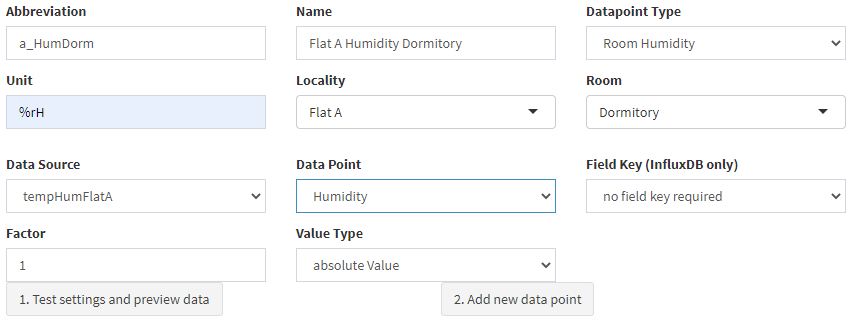 Abbreviation Name Datapoint Type
a_HumDorm Flat A Humidity Dormitory Room Humidity
Unit Locality Room
%rH Flat A Dormitory
Data Source Data Point Field Key (InfluxDB only)
tempHumFlatA Humidity no field key required
Factor Value Type
1 absolute Value
1. Test settings and preview data 2. Add new data point